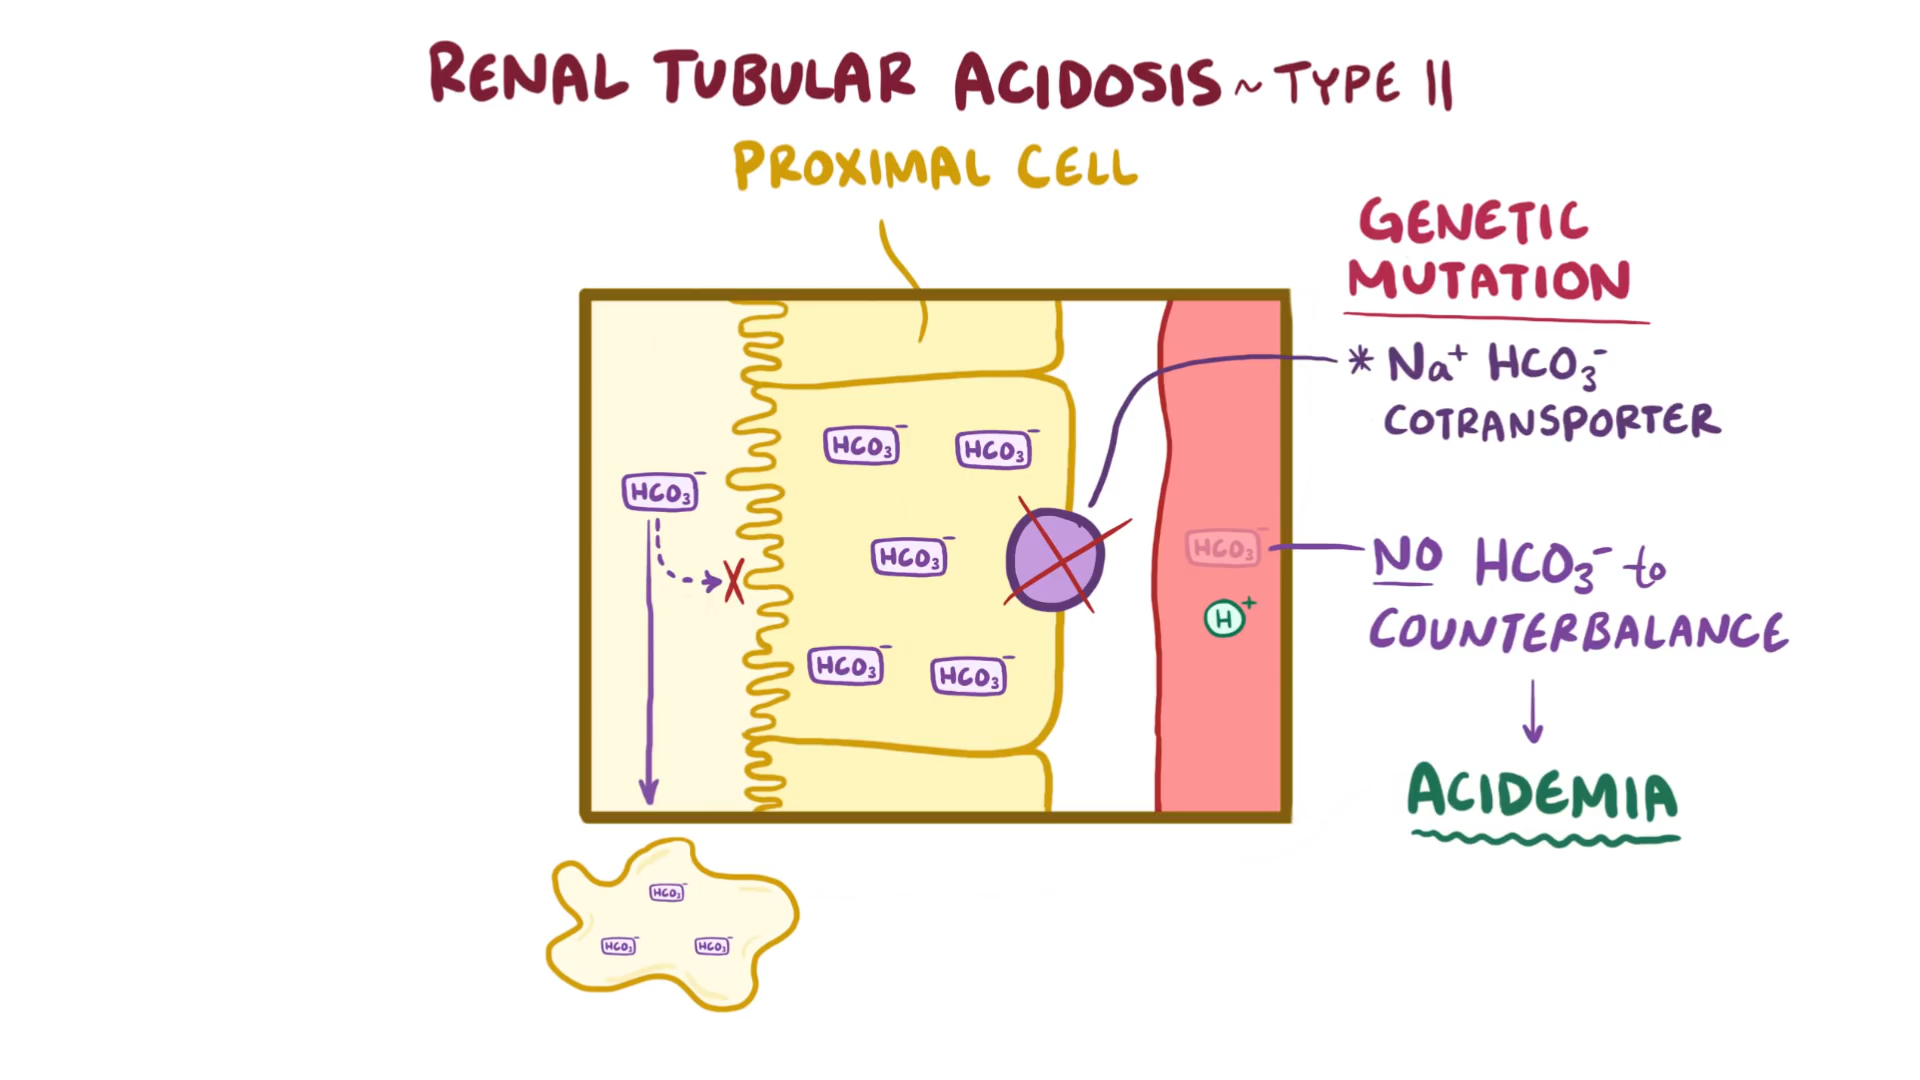 RENAL TUBULAR ACIDOSIS ~ TYPE II
PROXIMAL CELL
GENETIC
MUTATION
* Na⁺ HCO₃⁻
COTRANSPORTER
HCO₃⁻ HCO₃⁻
HCO₃⁻
HCO₃⁻
HCO₃⁻
NO HCO₃⁻ to
COUNTERBALANCE
H⁺
HCO₃⁻ HCO₃⁻
ACIDEMIA
HCO₃⁻
HCO₃⁻ HCO₃⁻